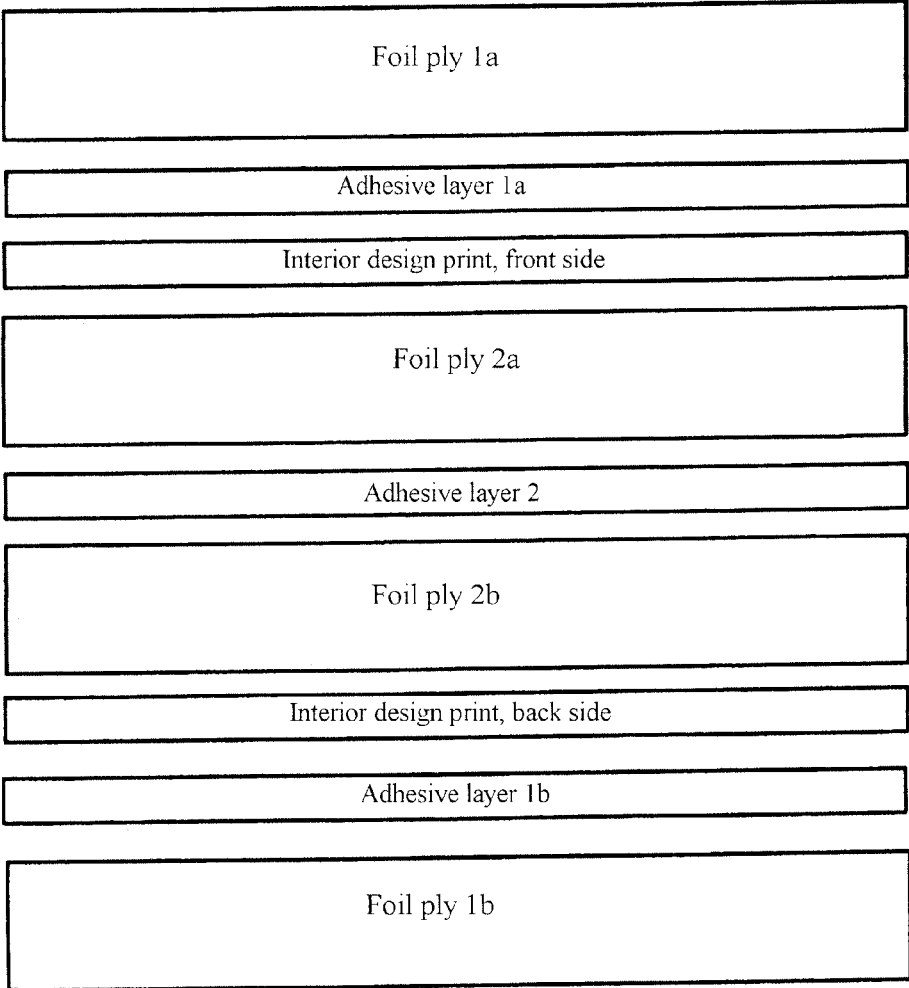 Foil ply 1a
Adhesive layer 1a
Interior design print, front side
Foil ply 2a
Adhesive layer 2
Foil ply 2b
Interior design print, back side
Adhesive layer 1b
Foil ply 1b